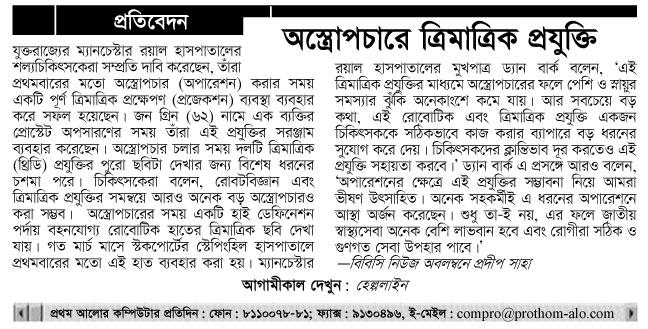 প্রতিবেদন
অস্ত্রোপচারে ত্রিমাত্রিক প্রযুক্তি
যুক্তরাজ্যের ম্যানচেস্টার রয়াল হাসপাতালের
শল্যচিকিৎসকেরা সম্প্রতি দাবি করেছেন, তাঁরা
প্রথমবারের মতো অস্ত্রোপচার (অপারেশন) করার সময়
একটি পূর্ণ ত্রিমাত্রিক প্রক্ষেপণ (প্রজেকশন) ব্যবস্থা ব্যবহার
করে সফল হয়েছেন। জন গ্রিন (৬২) নামে এক ব্যক্তির
প্রোস্টেট অপসারণের সময় তাঁরা এই প্রযুক্তির সরঞ্জাম
ব্যবহার করেছেন। অস্ত্রোপচার চলার সময় দলটি ত্রিমাত্রিক
(থ্রিডি) প্রযুক্তির পুরো ছবিটা দেখার জন্য বিশেষ ধরনের
চশমা পরে। চিকিৎসকেরা বলেন, রোবটবিজ্ঞান এবং
ত্রিমাত্রিক প্রযুক্তির সমন্বয়ে আরও অনেক বড় অস্ত্রোপচারও
করা সম্ভব। অস্ত্রোপচারের সময় একটি হাই ডেফিনেশন
পর্দায় বহনযোগ্য রোবোটিক হাতের ত্রিমাত্রিক ছবি দেখা
যায়। গত মার্চ মাসে স্টকপোর্টের স্টেপিংহিল হাসপাতালে
প্রথমবারের মতো এই হাত ব্যবহার করা হয়। ম্যানচেস্টার
রয়াল হাসপাতালের মুখপাত্র ড্যান বার্ক বলেন, ‘এই
ত্রিমাত্রিক প্রযুক্তির মাধ্যমে অস্ত্রোপচারের ফলে পেশি ও স্নায়ুর
সমস্যার ঝুঁকি অনেকাংশে কমে যায়। আর সবচেয়ে বড়
কথা, এই রোবোটিক এবং ত্রিমাত্রিক প্রযুক্তি একজন
চিকিৎসককে সঠিকভাবে কাজ করার ব্যাপারে বড় ধরনের
সুযোগ করে দেয়। চিকিৎসকদের ক্লান্তিভাব দূর করতেও এই
প্রযুক্তি সহায়তা করবে।’ ড্যান বার্ক এ প্রসঙ্গে আরও বলেন,
‘অপারেশনের ক্ষেত্রে এই প্রযুক্তির সম্ভাবনা নিয়ে আমরা
ভীষণ উৎসাহিত। অনেক সহকর্মীই এ ধরনের অপারেশনে
আস্থা অর্জন করেছেন। শুধু তা-ই নয়, এর ফলে জাতীয়
স্বাস্থ্যসেবা অনেক বেশি লাভবান হবে এবং রোগীরা সঠিক ও
গুণগত সেবা উপহার পাবে।’
—বিবিসি নিউজ অবলম্বনে প্রদীপ সাহা
আগামীকাল দেখুন : হেল্পলাইন
প্রথম আলোর কম্পিউটার প্রতিদিন : ফোন : ৮১১০০৭৮-৮১; ফ্যাক্স : ৯১৩০৪৯৬, ই-মেইল : compro@prothom-alo.com